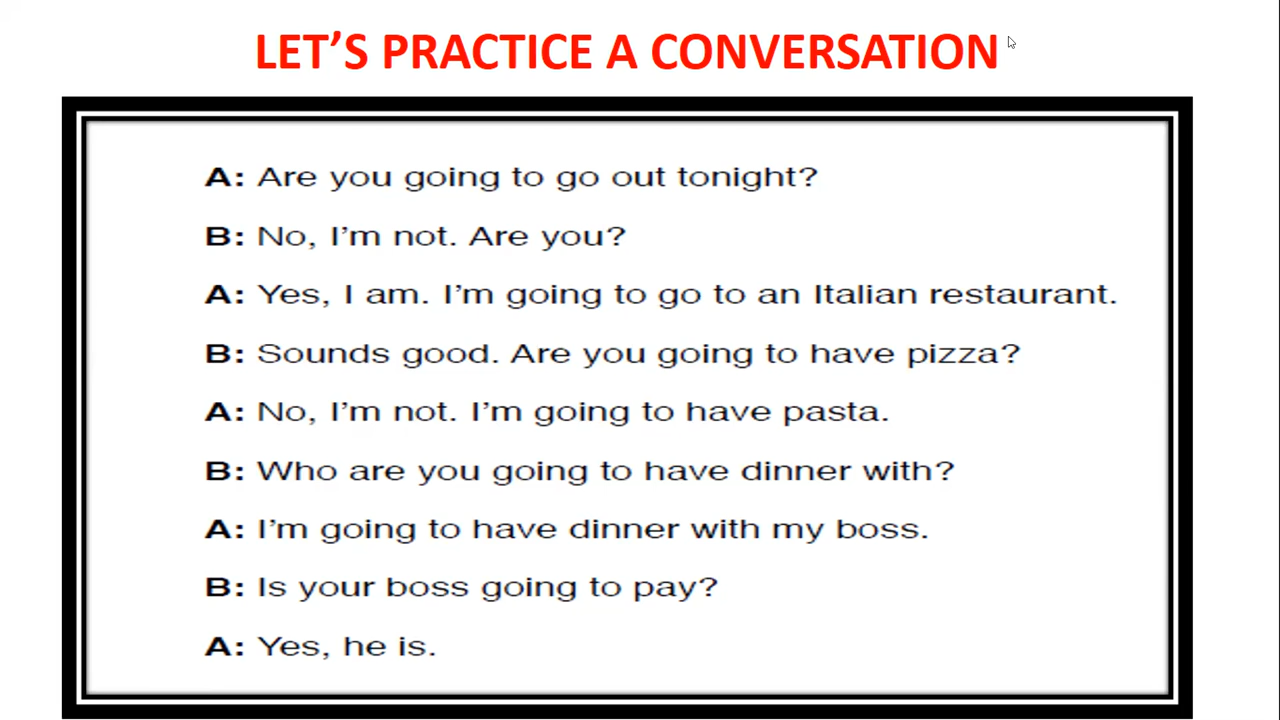 LET’S PRACTICE A CONVERSATION
A: Are you going to go out tonight?
B: No, I’m not. Are you?
A: Yes, I am. I’m going to go to an Italian restaurant.
B: Sounds good. Are you going to have pizza?
A: No, I’m not. I’m going to have pasta.
B: Who are you going to have dinner with?
A: I’m going to have dinner with my boss.
B: Is your boss going to pay?
A: Yes, he is.